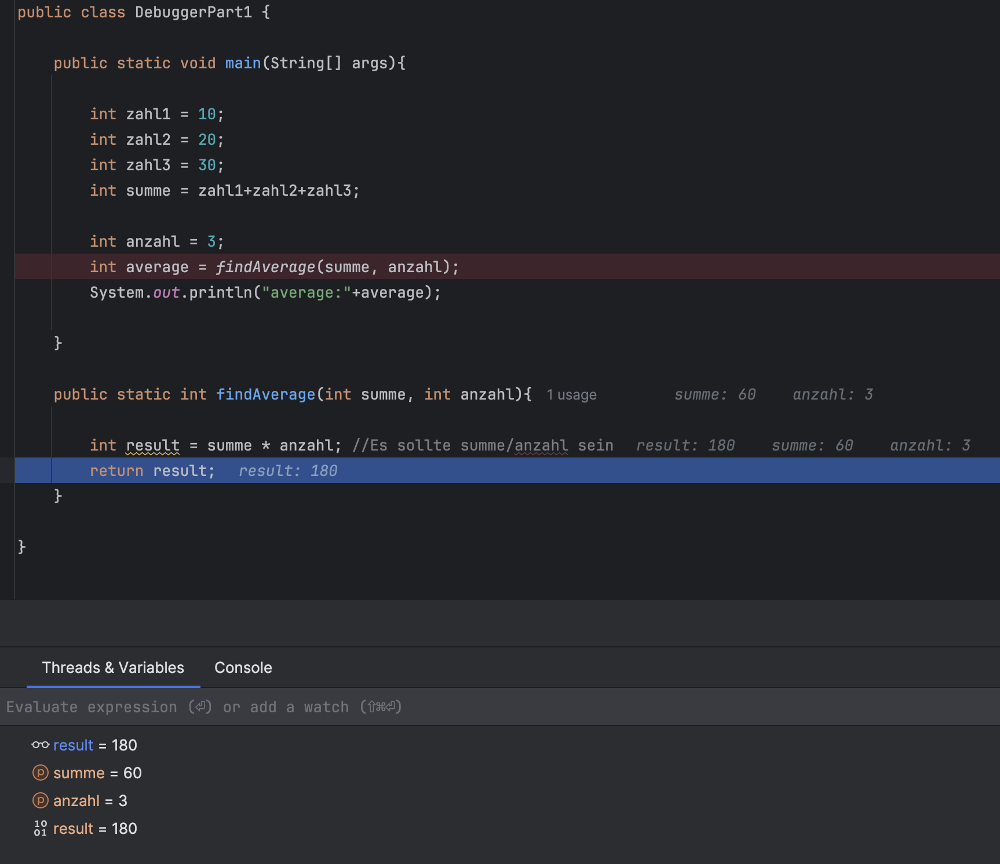 public class DebuggerPart1 {
public static void main(String[] args){
int zahl1 = 10;
int zahl2 = 20;
int zahl3 = 30;
int summe = zahl1+zahl2+zahl3;
int anzahl = 3;
int average = findAverage(summe, anzahl);
System.out.println("average:"+average);
}
public static int findAverage(int summe, int anzahl){ 1 usage summe: 60 anzahl: 3
int result = summe * anzahl; //Es sollte summe/anzahl sein result: 180 summe: 60 anzahl: 3
return result; result: 180
}
}
Threads & Variables Console
Evaluate expression (⏎) or add a watch (⇧⌘⏎)
result = 180
p summe = 60
p anzahl = 3
10 01 result = 180